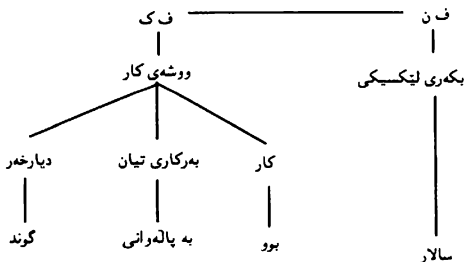 ف ن ف ک
بکەری لێکسیکی ووشەی کار
کار بەرکاری تیان دیارخەر
سالار بوو بە پاڵەوانی گوند